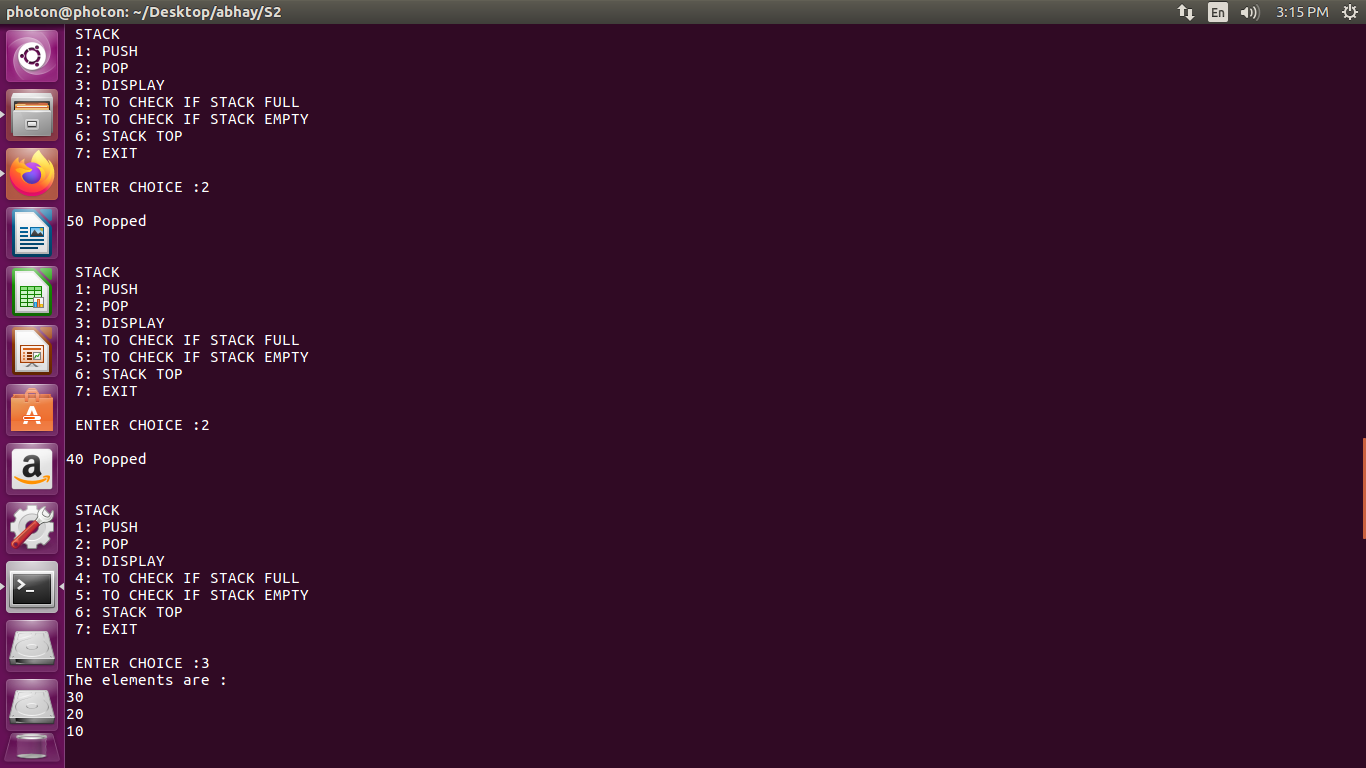 photon@photon: ~/Desktop/abhay/S2
En
3:15 PM
STACK
1: PUSH
2: POP
3: DISPLAY
4: TO CHECK IF STACK FULL
5: TO CHECK IF STACK EMPTY
6: STACK TOP
7: EXIT
ENTER CHOICE :2
50 Popped
STACK
1: PUSH
2: POP
3: DISPLAY
4: TO CHECK IF STACK FULL
5: TO CHECK IF STACK EMPTY
6: STACK TOP
7: EXIT
ENTER CHOICE :2
40 Popped
STACK
1: PUSH
2: POP
3: DISPLAY
4: TO CHECK IF STACK FULL
5: TO CHECK IF STACK EMPTY
6: STACK TOP
7: EXIT
ENTER CHOICE :3
The elements are :
30
20
10